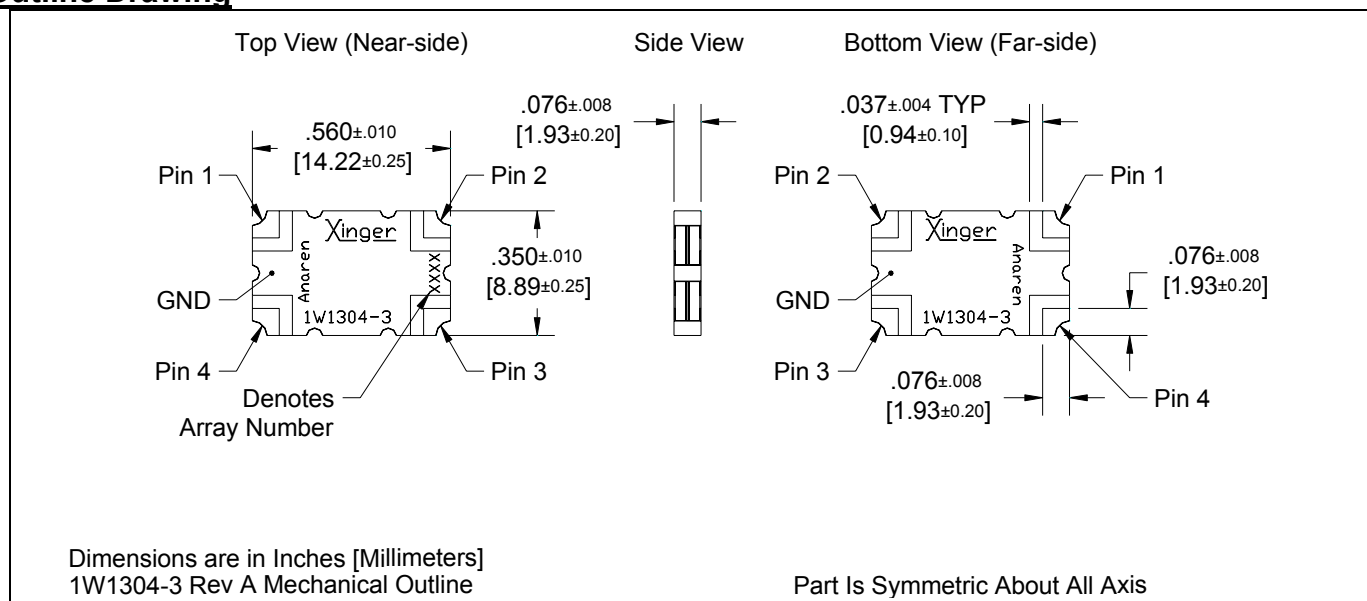 Outline Drawing
Top View (Near-side)
Side View
Bottom View (Far-side)
.560±.010
[14.22±0.25]
.076±.008
[1.93±0.20]
.037±.004 TYP
[0.94±0.10]
Pin 1
Pin 2
Pin 2
Pin 1
Xinger
Anaren
XXXX
1W1304-3
.350±.010
[8.89±0.25]
GND
Xinger
Anaren
1W1304-3
GND
.076±.008
[1.93±0.20]
Pin 4
Pin 3
Denotes
Array Number
Pin 3
.076±.008
[1.93±0.20]
Pin 4
Dimensions are in Inches [Millimeters]
1W1304-3 Rev A Mechanical Outline
Part Is Symmetric About All Axis